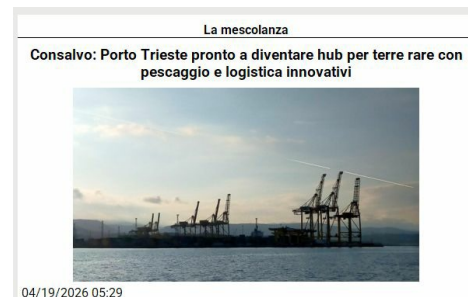 La mescolanza
Consalvo: Porto Trieste pronto a diventare hub per terre rare con
pescaggio e logistica innovativi
04/19/2026 05:29